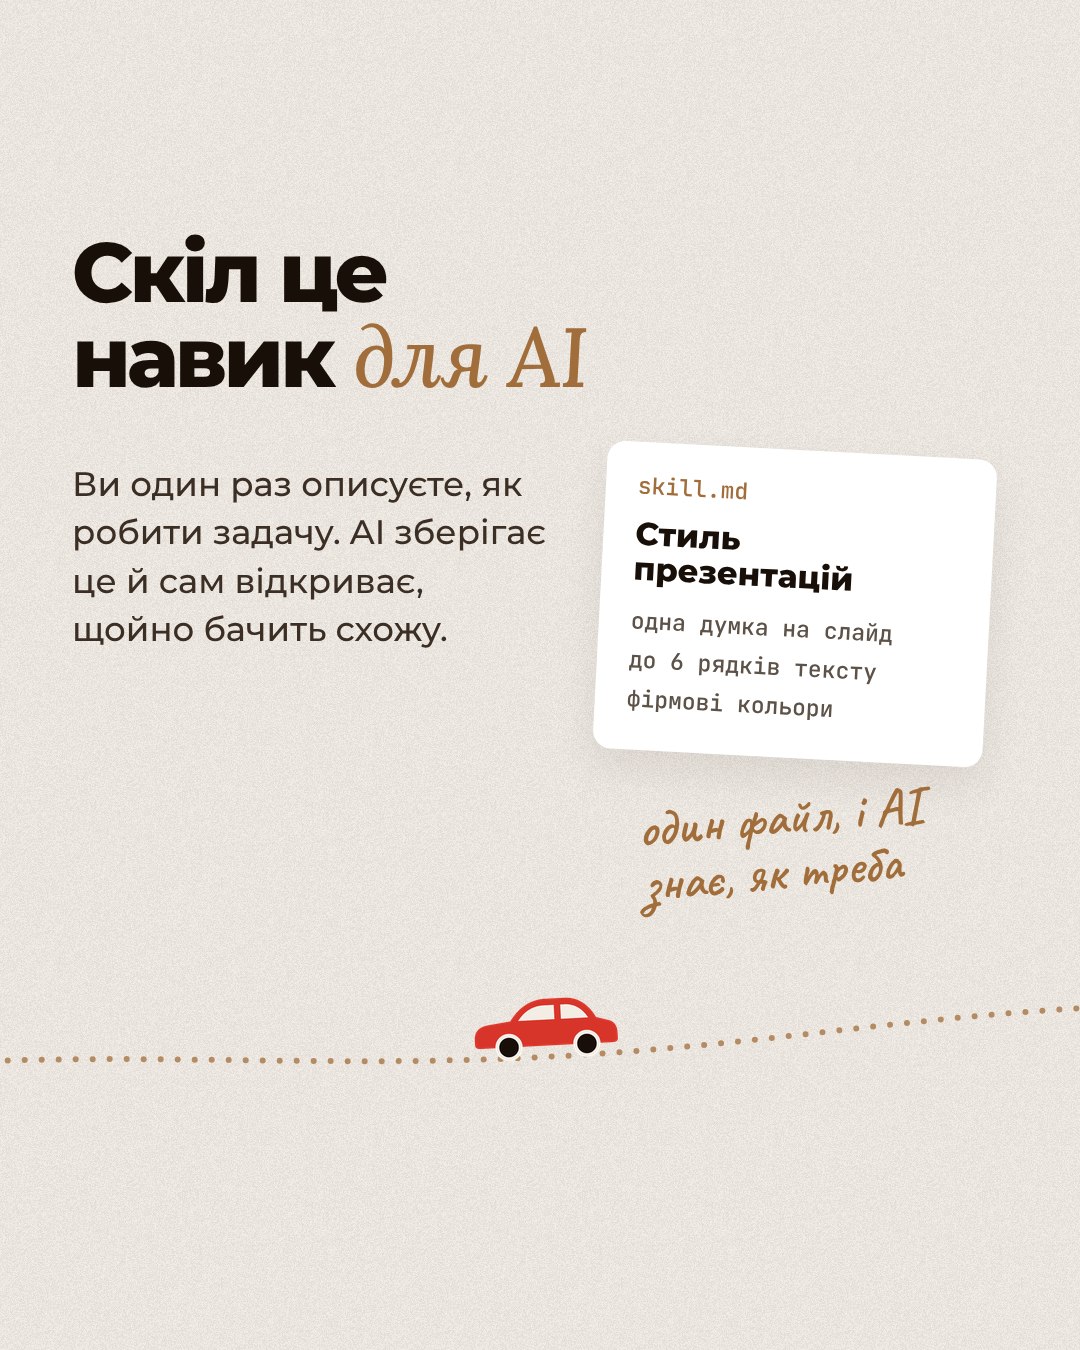 Скіл це
навик для AI
Ви один раз описуєте, як
робити задачу. AI зберігає
це й сам відкриває,
щойно бачить схожу.
skill.md
Стиль
презентацій
одна думка на слайд
до 6 рядків тексту
фірмові кольори
один файл, і AI
знає, як треба